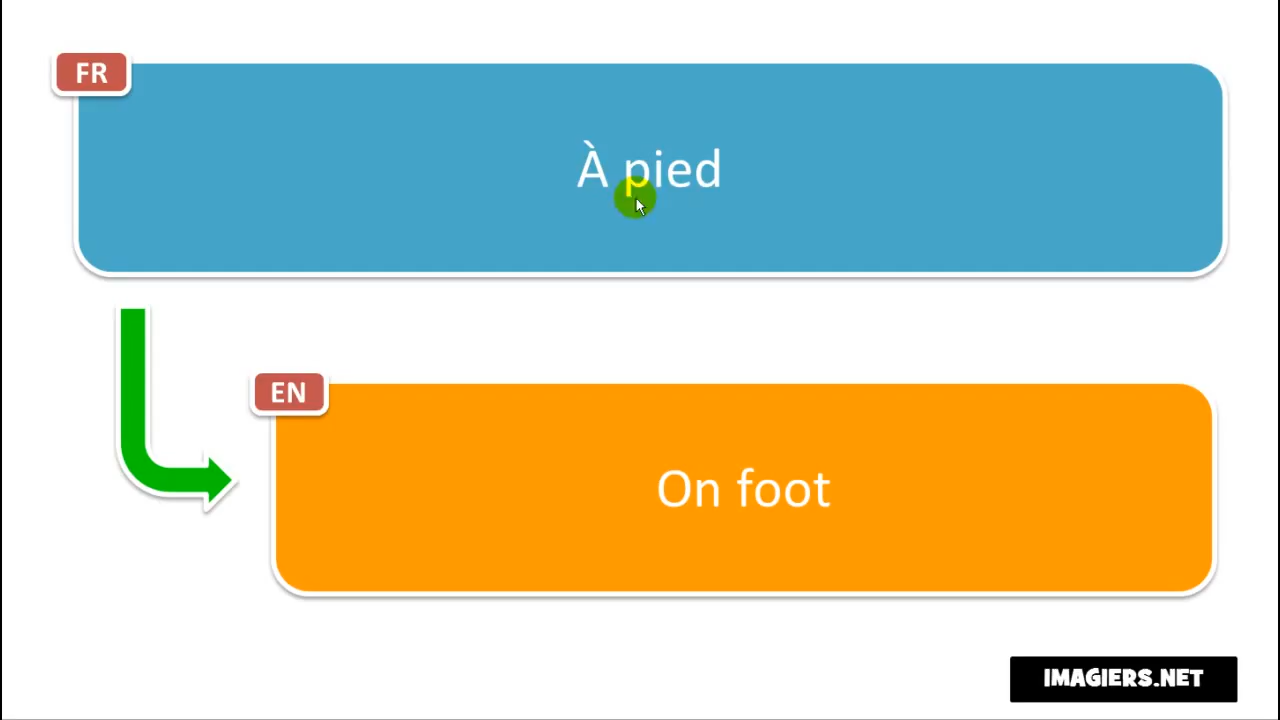 FR
À pied
EN
On foot
IMAGIERS.NET